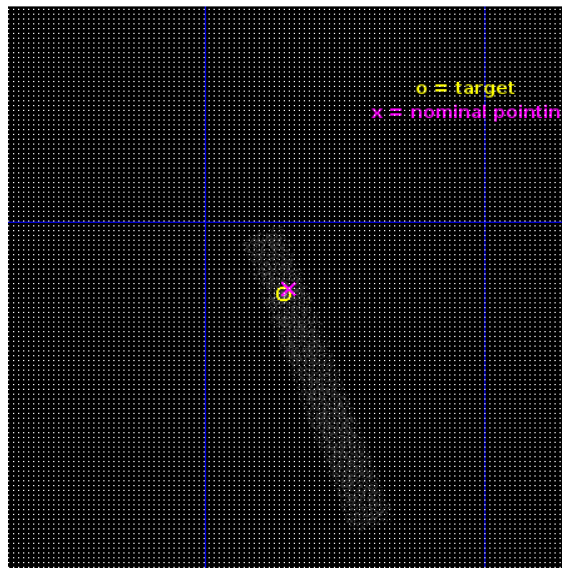 o = target
x = nominal pointin